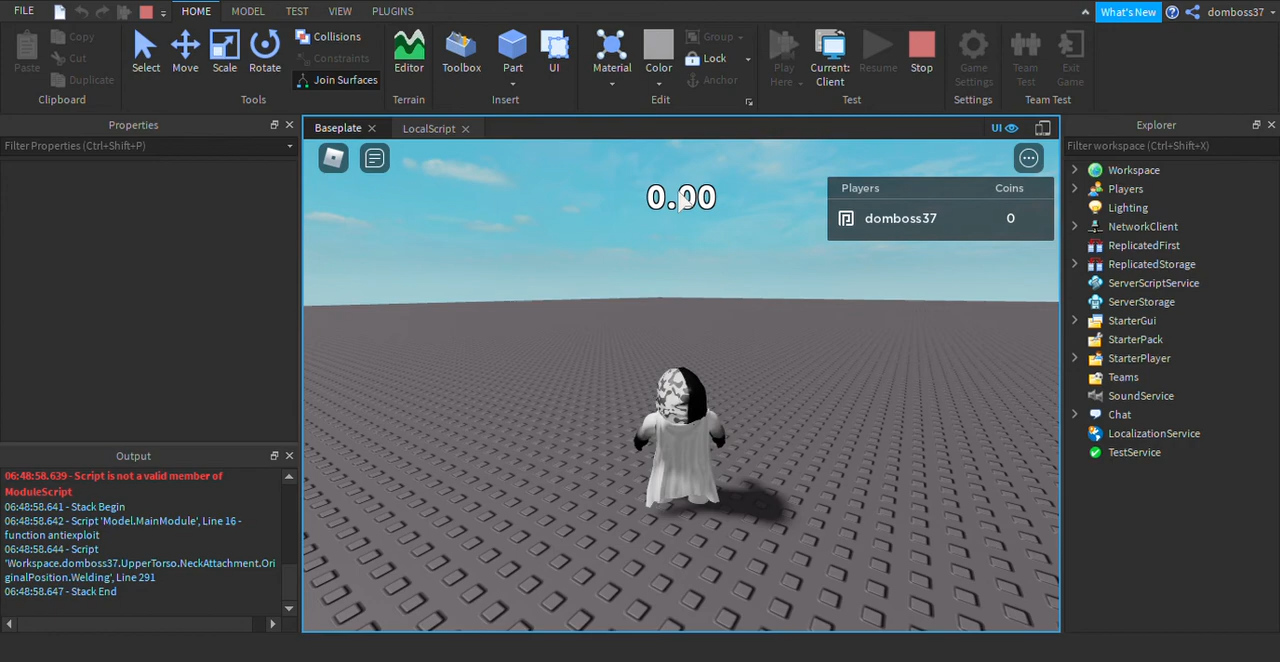 FILE
HOME
MODEL
TEST
VIEW
PLUGINS
What's New
domboss37
Paste
Copy
Cut
Duplicate
Clipboard
Select
Move
Scale
Rotate
Collisions
Constraints
Join Surfaces
Tools
Editor
Terrain
Toolbox
Part
UI
Insert
Material
Color
Group
Lock
Anchor
Edit
Play
Here
Current:
Client
Resume
Stop
Test
Game
Settings
Settings
Team
Test
Exit
Game
Team Test
Properties
Filter Properties (Ctrl+Shift+P)
Output
06:48:58.639 - Script is not a valid member of
ModuleScript
06:48:58.641 - Stack Begin
06:48:58.642 - Script 'Model.MainModule', Line 16 -
function antiexploit
06:48:58.644 - Script
'Workspace.domboss37.UpperTorso.NeckAttachment.Ori
ginalPosition.Welding', Line 291
06:48:58.647 - Stack End
Baseplate
LocalScript
UI
0.00
Players Coins
domboss37 0
Explorer
Filter workspace (Ctrl+Shift+X)
Workspace
Players
Lighting
NetworkClient
ReplicatedFirst
ReplicatedStorage
ServerScriptService
ServerStorage
StarterGui
StarterPack
StarterPlayer
Teams
SoundService
Chat
LocalizationService
TestService